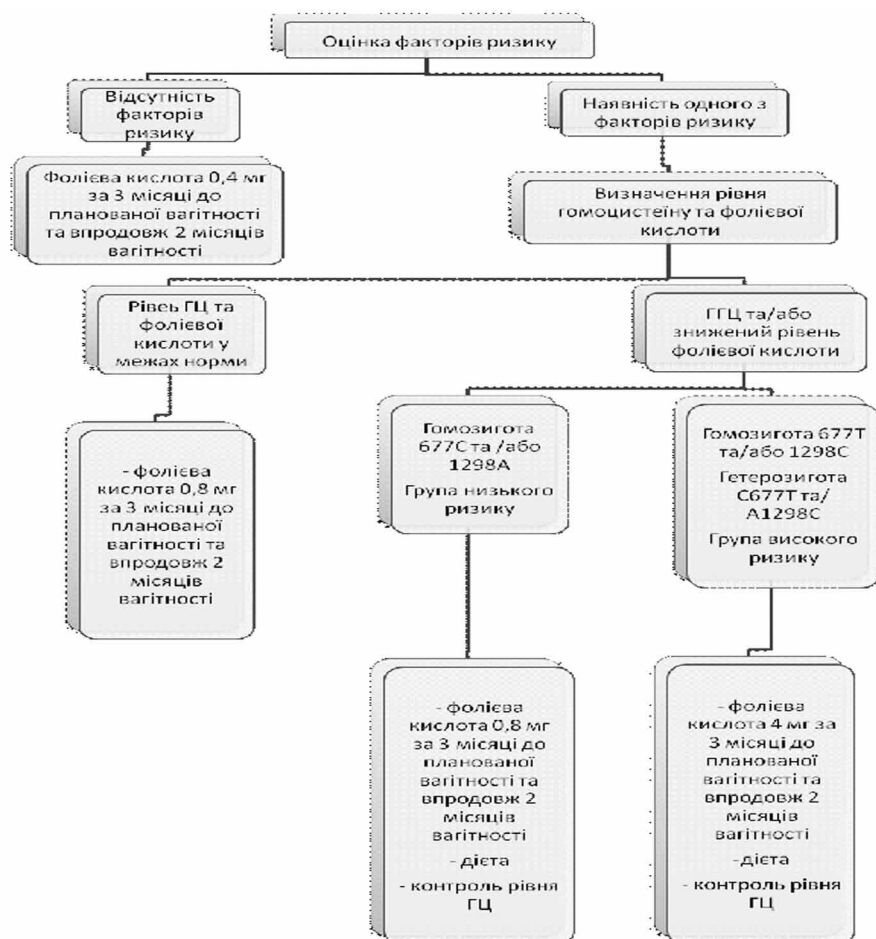 Оцінка факторів ризику
Відсутність
факторів
ризику
Наявність одного з
факторів ризику
Фолієва кислота 0,4 мг
за 3 місяці до
планованої вагітності
та впродовж 2 місяців
вагітності
Визначення рівня
гомоцистеїну та фолієвої
кислоти
Рівеь ГЦ та
фолієвої
кислоти у
межах норми
ГГЦ та/або
знижений рівень
фолієвої кислоти
- фолієва
кислота 0,8 мг
за 3 місяці до
планованої
вагітності та
впродовж 2
місяців
вагітності
Гомозигота
677С та /або
1298А
Група низького
ризику
Гомозигота 677Т
та/або 1298С
Гетерозигота
С677Т та/
А1298С
Група високого
ризику
- фолієва
кислота 0,8 мг
за 3 місяці до
планованої
вагітності та
впродовж 2
місяців
вагітності
- дієта
- контроль рівня
ГЦ
- фолієва
кислота 4 мг за
3 місяці до
планованої
вагітності та
впродовж 2
місяців
вагітності
-дієта
- контроль рівня
ГЦ